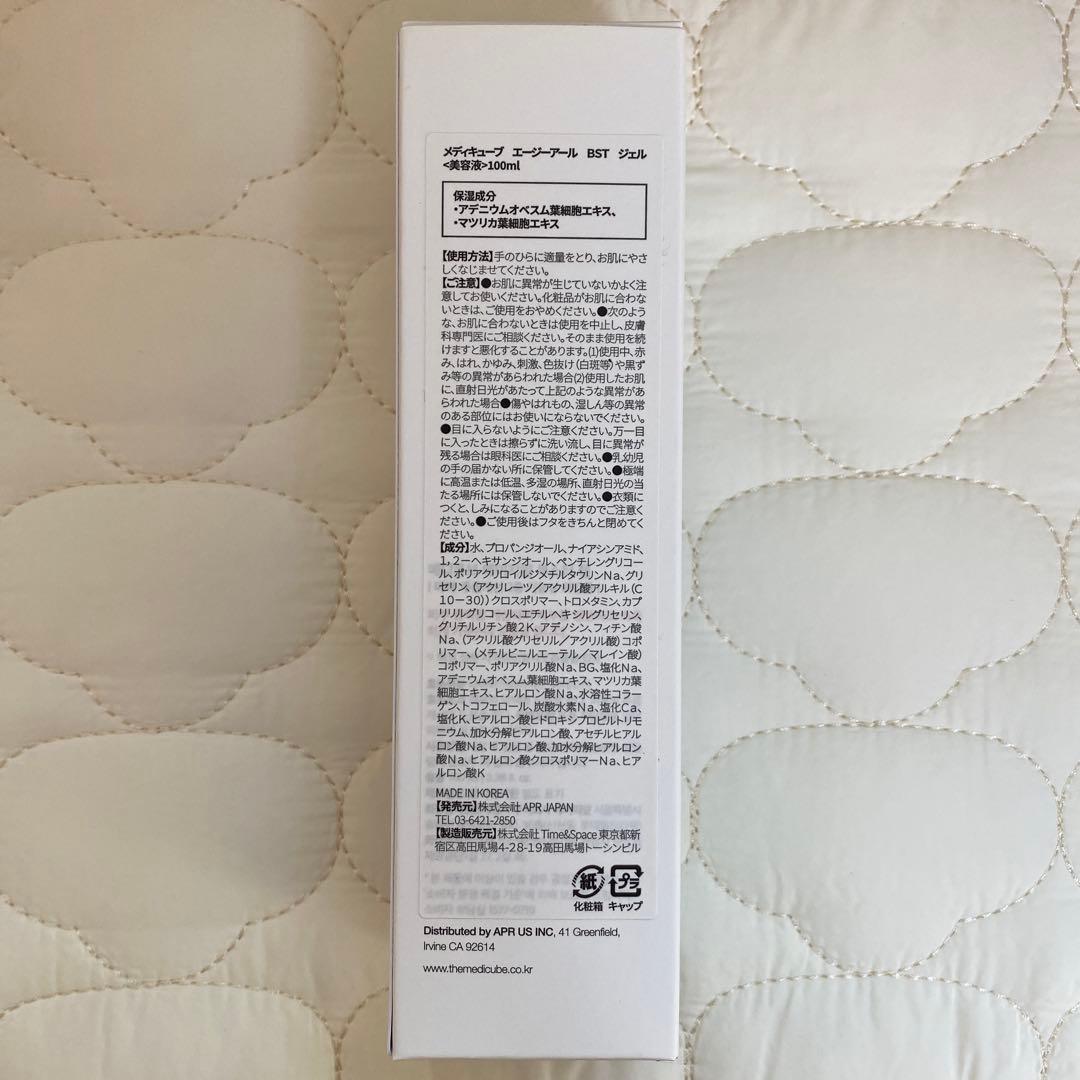 メディキューブ エージーアール BST ジェル
<美容液>100ml
保湿成分
・アデニウムオベスム葉細胞エキス、
・マツリカ葉細胞エキス
【使用方法】手のひらに適量をとり、お肌にやさ
しくなじませてください。
【ご注意】●お肌に異常が生じていないかよく注
意してお使いください。化粧品がお肌に合わな
いときは、ご使用をおやめください。●次のよう
な、お肌に合わないときは使用を中止し、皮膚
科専門医にご相談ください。そのまま使用を続
けますと悪化することがあります。(1)使用中、赤
み、はれ、かゆみ、刺激、色抜け(白斑等)や黒ず
み等の異常があらわれた場合(2)使用したお肌
に、直射日光があたって上記のような異常があ
らわれた場合●傷やはれもの、湿しん等の異常
のある部位にはお使いにならないでください。
●目に入らないようにご注意ください。万一目
に入ったときは擦らずに洗い流し、目に異常が
残る場合は眼科医にご相談ください。●乳幼児
の手の届かない所に保管してください。●極端
に高温または低温、多湿の場所、直射日光の当
たる場所には保管しないでください。●衣類に
つくと、しみになることがありますのでご注意く
ださい。●ご使用後はフタをきちんと閉めてく
ださい。
【成分】水、プロパンジオール、ナイアシンアミド、
1,2-ヘキサンジオール、ペンチレングリコー
ル、ポリアクリロイルジメチルタウリンNa、グリ
セリン、(アクリレーツ/アクリル酸アルキル(C
10-30))クロスポリマー、トロメタミン、カプ
リリルグリコール、エチルヘキシルグリセリン、
グリチルリチン酸2K、アデノシン、フィチン酸
Na、(アクリル酸グリセリル/アクリル酸)コポ
リマー、(メチルビニルエーテル/マレイン酸)
コポリマー、ポリアクリル酸Na、BG、塩化Na、
アデニウムオベスム葉細胞エキス、マツリカ葉
細胞エキス、ヒアルロン酸Na、水溶性コラー
ゲン、トコフェロール、炭酸水素Na、塩化Ca、
塩化K、ヒアルロン酸ヒドロキシプロピルトリモ
ニウム、加水分解ヒアルロン酸、アセチルヒアル
ロン酸Na、ヒアルロン酸、加水分解ヒアルロン
酸Na、ヒアルロン酸クロスポリマーNa、ヒア
ルロン酸K
MADE IN KOREA
【発売元】株式会社 APR JAPAN
TEL.03-6421-2850
【製造販売元】株式会社 Time&Space 東京都新
宿区高田馬場4-28-19高田馬場トーシンビル
紙 プラ
化粧箱 キャップ
Distributed by APR US INC, 41 Greenfield,
Irvine CA 92614
www.themedicube.co.kr